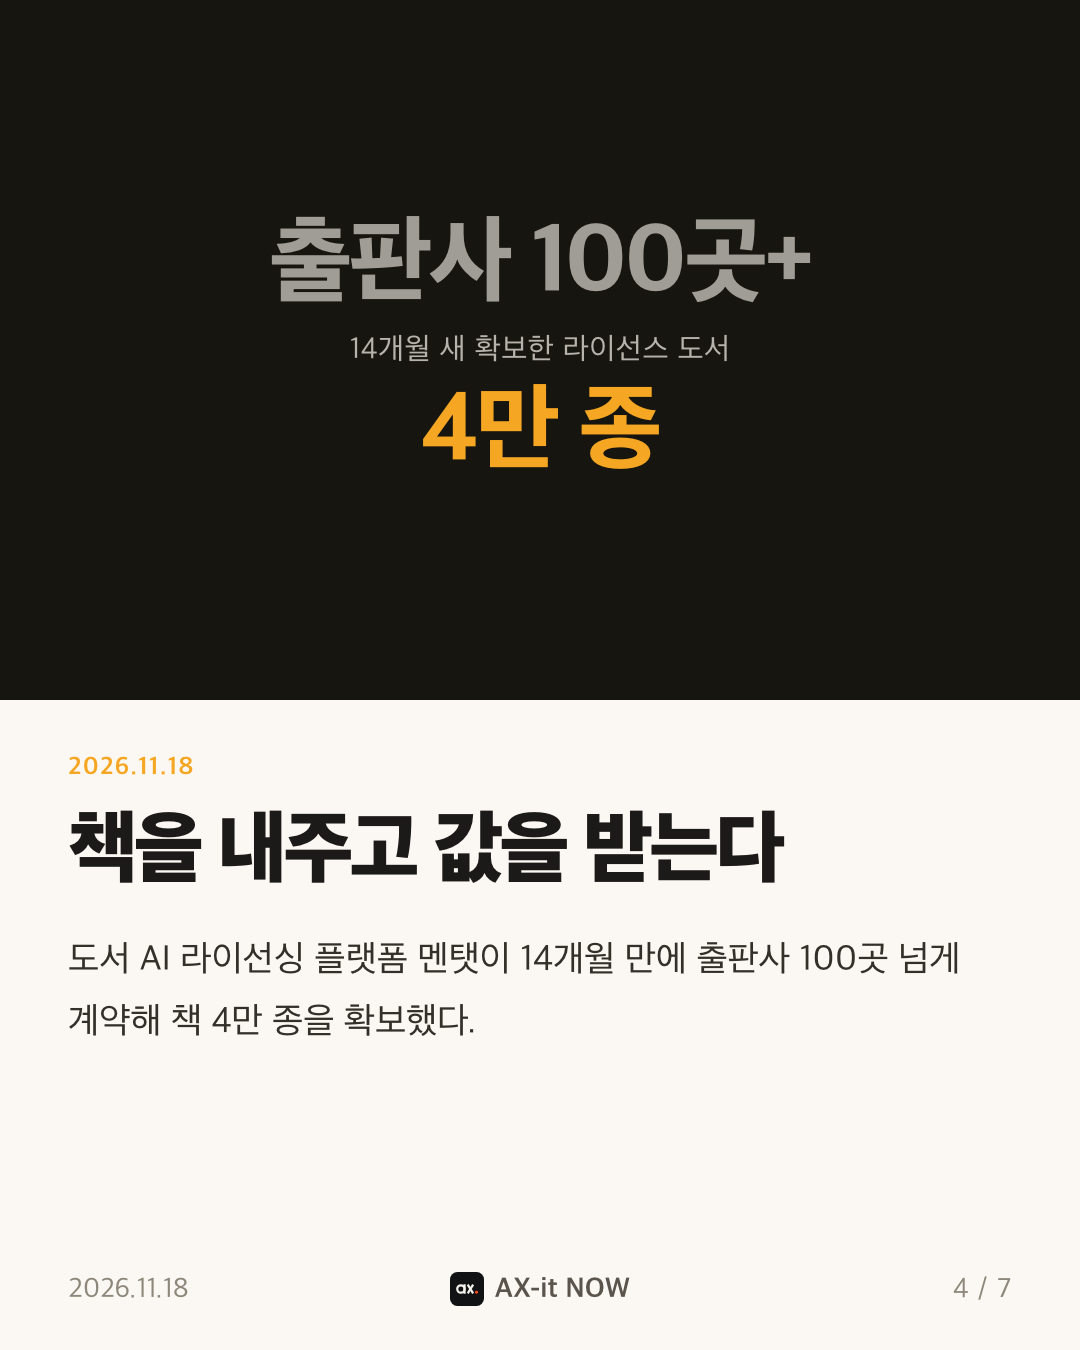 출판사 100곳+
14개월 새 확보한 라이선스 도서
4만 종
2026.11.18
책을 내주고 값을 받는다
도서 AI 라이선싱 플랫폼 멘탯이 14개월 만에 출판사 100곳 넘게
계약해 책 4만 종을 확보했다.
2026.11.18
ax. AX-it NOW
4 / 7